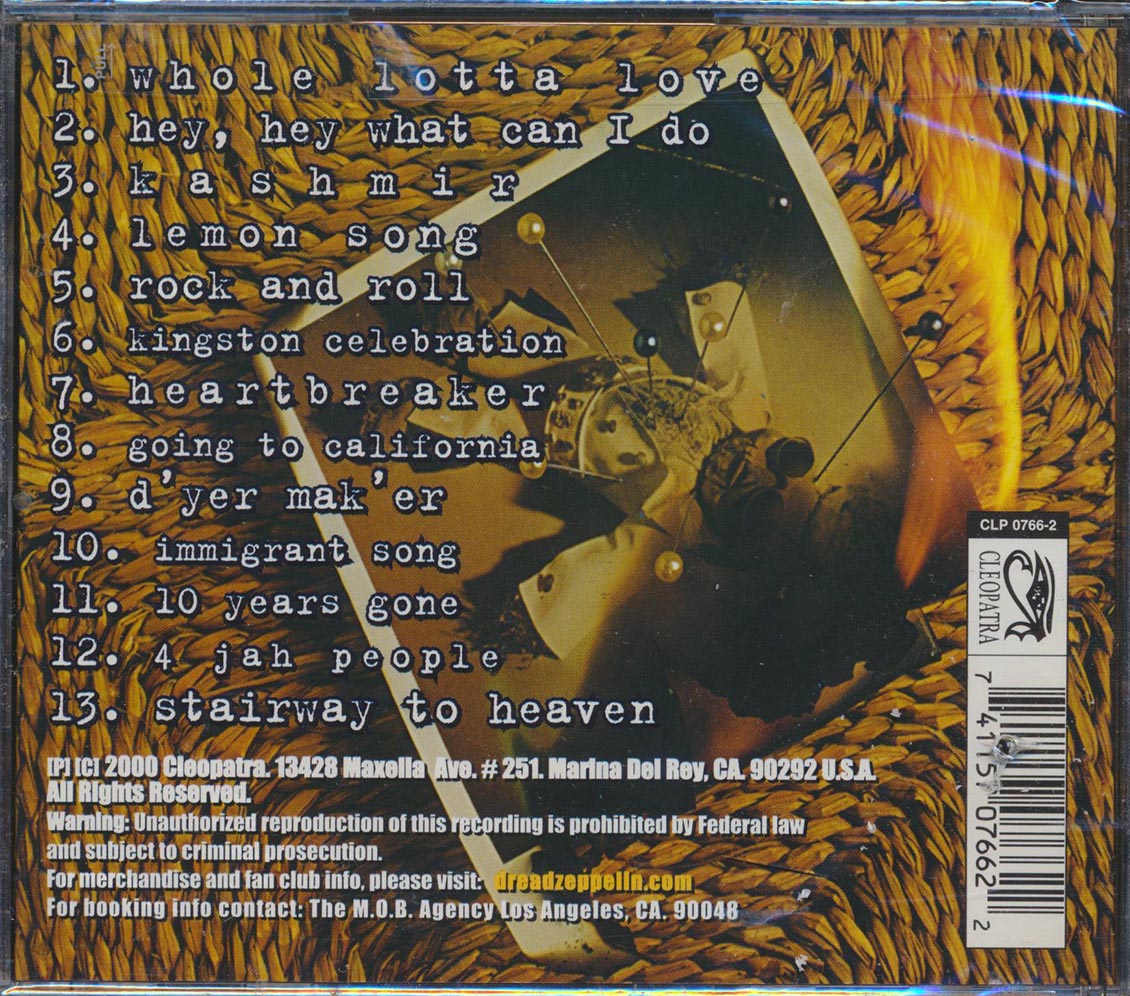 PULL
1. whole lotta love
2. hey, hey what can I do
3. kashmir
4. lemon song
5. rock and roll
6. kingston celebration
7. heartbreaker
8. going to california
9. d'yer mak'er
10. immigrant song
11. 10 years gone
12. 4 jah people
13. stairway to heaven
[P] [C] 2000 Cleopatra. 13428 Maxella Ave. # 251. Marina Del Rey, CA. 90292 U.S.A.
All Rights Reserved.
Warning: Unauthorized reproduction of this recording is prohibited by Federal law
and subject to criminal prosecution.
For merchandise and fan club info, please visit: dreadzeppelin.com
For booking info contact: The M.O.B. Agency Los Angeles, CA. 90048
CLP 0766-2
CLEOPATRA
7 41157 07662 2